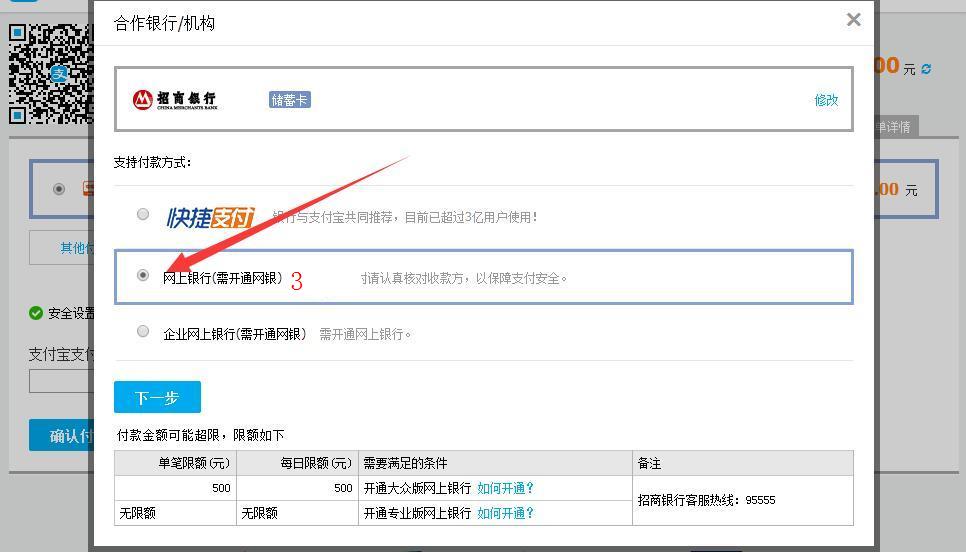 合作银行/机构
×
招商银行
CHINA MERCHANTS BANK
储蓄卡
修改
00 元
单详情
支持付款方式:
快捷支付 银行与支付宝共同推荐，目前已超过3亿用户使用!
.00 元
网上银行(需开通网银) 3 付请认真核对收款方，以保障支付安全。
其他付
企业网上银行(需开通网银) 需开通网上银行。
安全设置
支付宝支付
下一步
确认付
付款金额可能超限，限额如下
单笔限额(元) 每日限额(元) 需要满足的条件 备注
500 500 开通大众版网上银行 如何开通?
招商银行客服热线: 95555
无限额 无限额 开通专业版网上银行 如何开通?